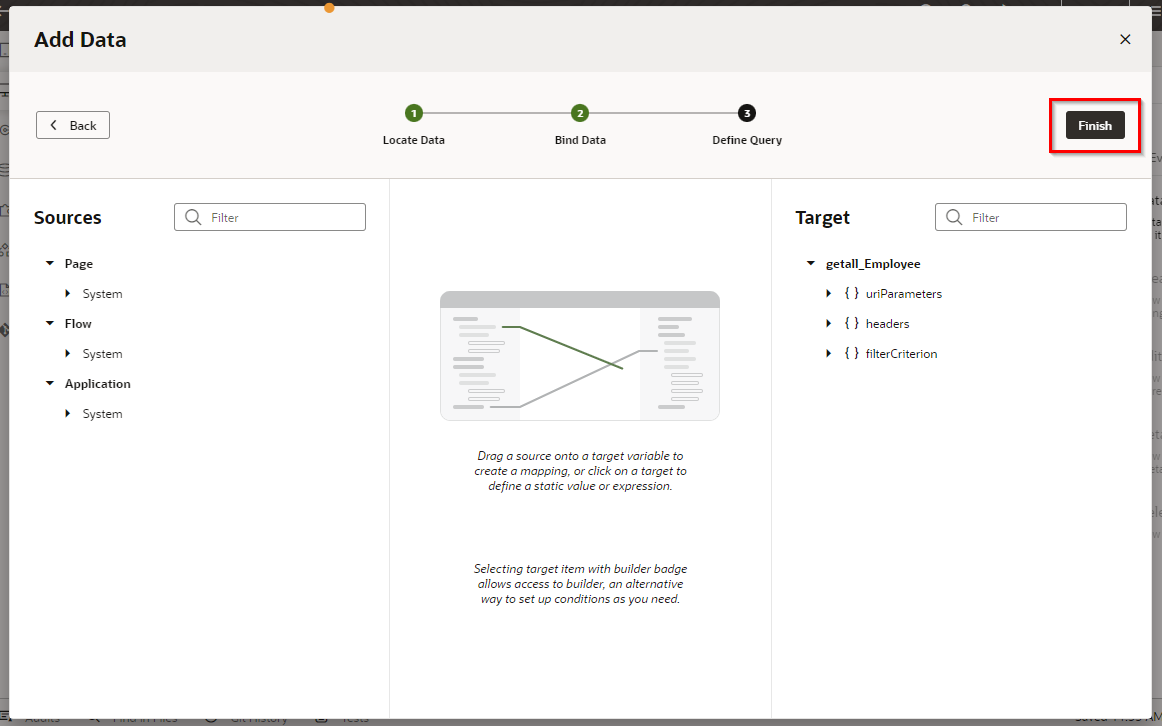 Add Data
Back
1
2
3
Locate Data
Bind Data
Define Query
Finish
Sources
Filter
Page
System
Flow
System
Application
System
Drag a source onto a target variable to
create a mapping, or click on a target to
define a static value or expression.
Selecting target item with builder badge
allows access to builder, an alternative
way to set up conditions as you need.
Target
Filter
getall_Employee
{ } uriParameters
{ } headers
{ } filterCriterion